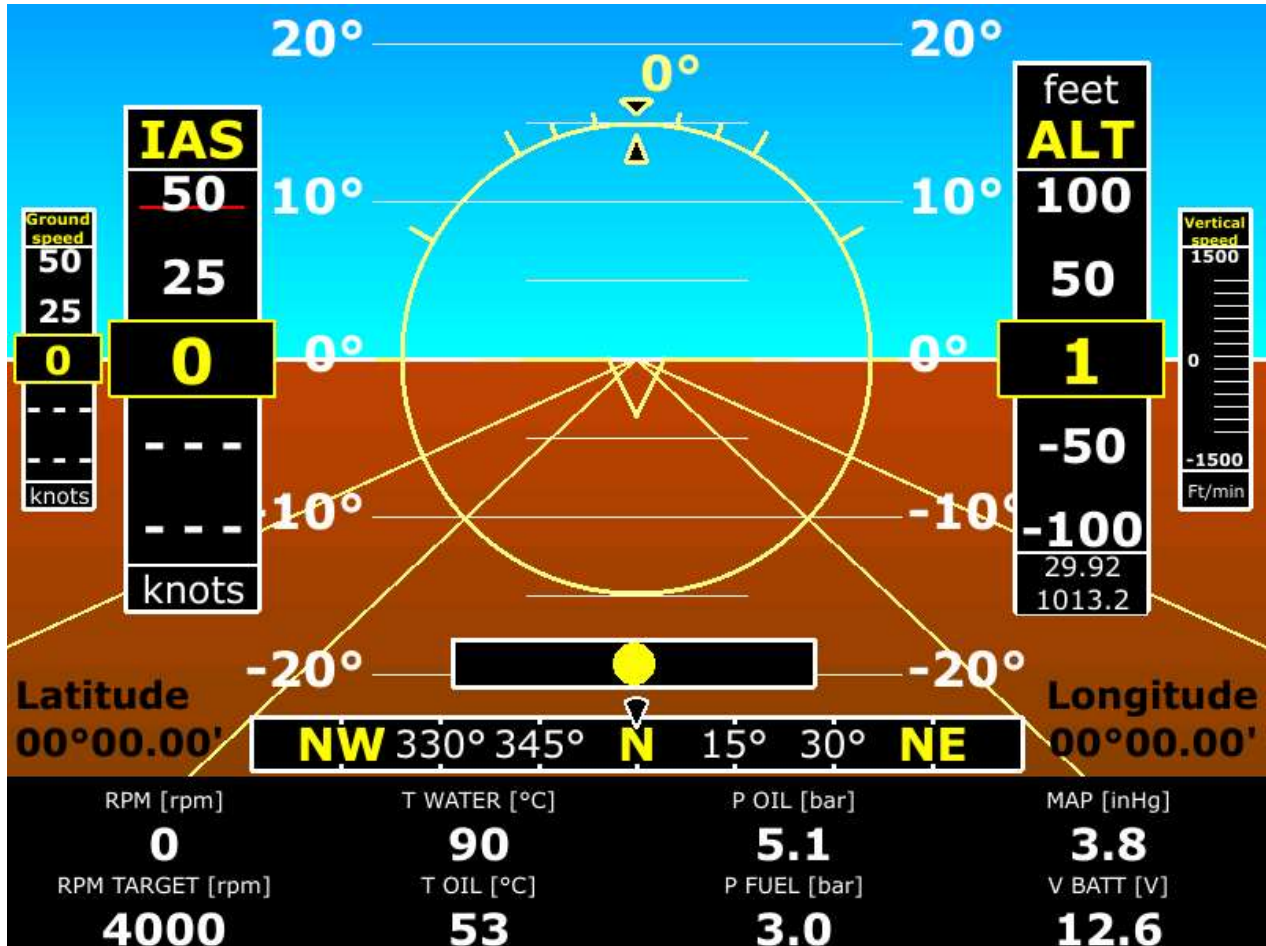 20° 20°
0°
feet
IAS ALT
50 100
10° 10°
Ground speed
Vertical speed
50 1500
25 50
25
0 0 0° 0° 1 0
- - -
- - - -50
- - - -1500
knots Ft/min
-10° -10°
- - - -100
29.92
knots 1013.2
-20° -20°
Latitude Longitude
00°00.00' 00°00.00'
NW 330° 345° N 15° 30° NE
RPM [rpm] T WATER [°C] P OIL [bar] MAP [inHg]
0 90 5.1 3.8
RPM TARGET [rpm] T OIL [°C] P FUEL [bar] V BATT [V]
4000 53 3.0 12.6